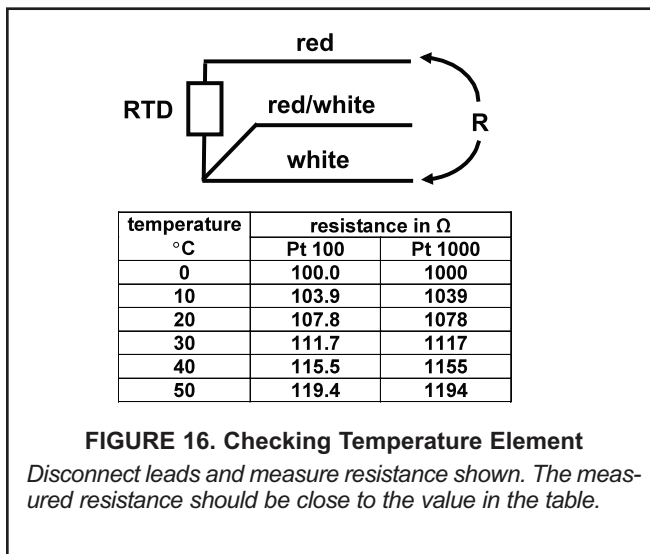 red
RTD
red/white
R
white
temperature resistance in Ω
°C Pt 100 Pt 1000
0 100.0 1000
10 103.9 1039
20 107.8 1078
30 111.7 1117
40 115.5 1155
50 119.4 1194
FIGURE 16. Checking Temperature Element
Disconnect leads and measure resistance shown. The meas-
ured resistance should be close to the value in the table.